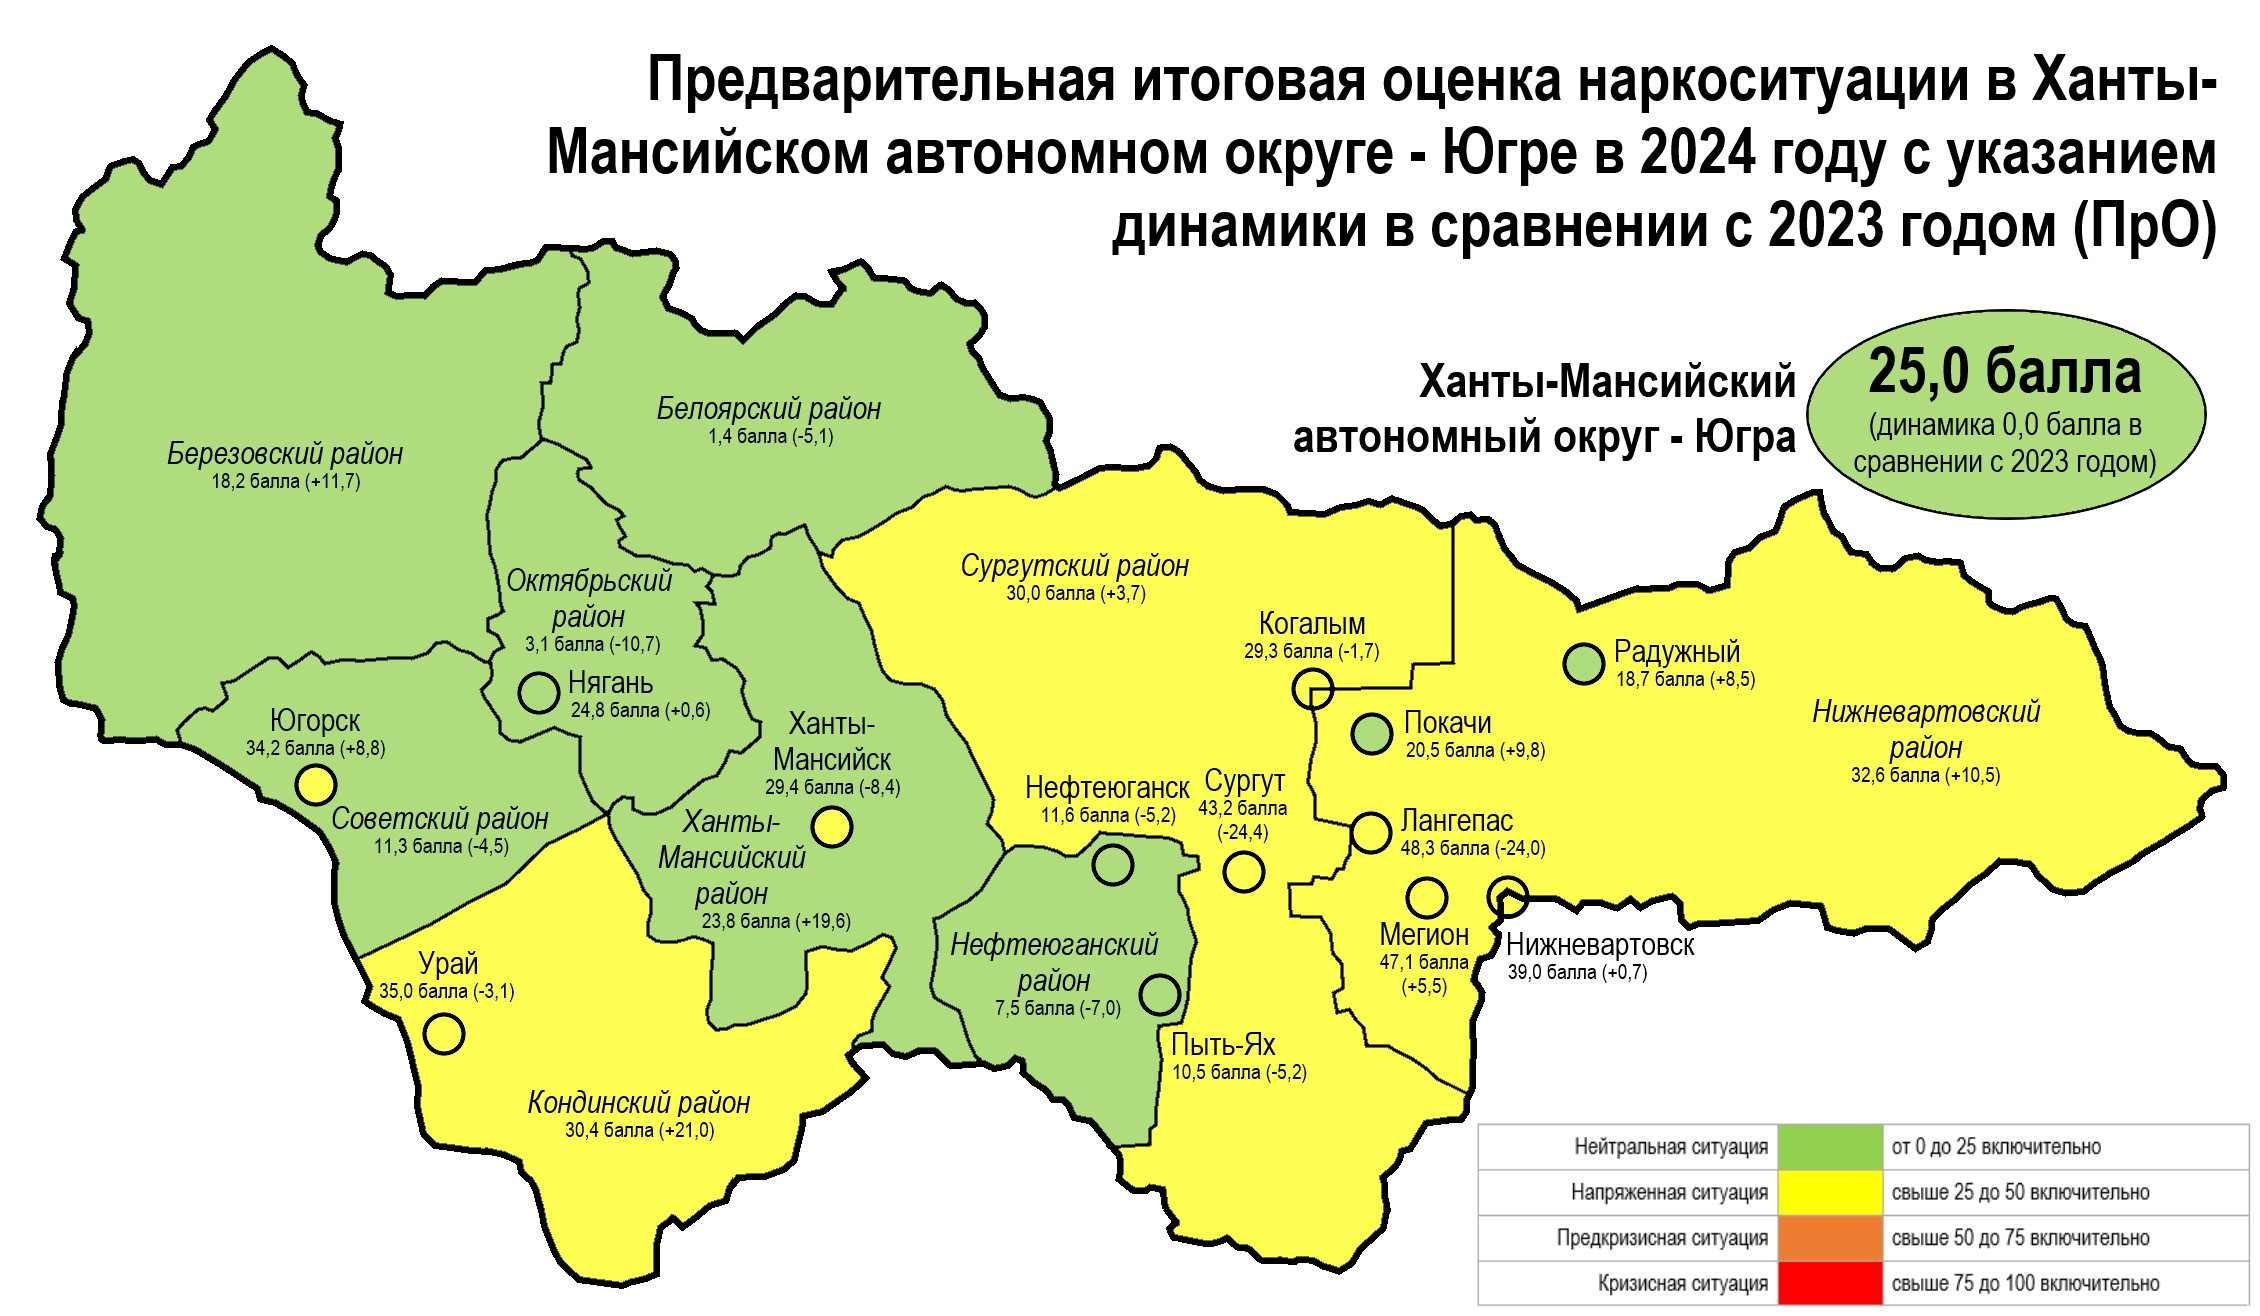 Предварительная итоговая оценка наркоситуации в Ханты-
Мансийском автономном округе - Югре в 2024 году с указанием
динамики в сравнении с 2023 годом (ПрО)
Ханты-Мансийский
автономный округ - Югра
25,0 балла
(динамика 0,0 балла в
сравнении с 2023 годом)
Березовский район
18,2 балла (+11,7)
Белоярский район
1,4 балла (-5,1)
Октябрьский
район
3,1 балла (-10,7)
Нягань
24,8 балла (+0,6)
Югорск
34,2 балла (+8,8)
Советский район
11,3 балла (-4,5)
Ханты-
Мансийск
29,4 балла (-8,4)
Ханты-
Мансийский
район
23,8 балла (+19,6)
Урай
35,0 балла (-3,1)
Кондинский район
30,4 балла (+21,0)
Сургутский район
30,0 балла (+3,7)
Когалым
29,3 балла (-1,7)
Нефтеюганск
11,6 балла (-5,2)
Сургут
43,2 балла
(-24,4)
Нефтеюганский
район
7,5 балла (-7,0)
Пыть-Ях
10,5 балла (-5,2)
Радужный
18,7 балла (+8,5)
Покачи
20,5 балла (+9,8)
Нижневартовский
район
32,6 балла (+10,5)
Лангепас
48,3 балла (-24,0)
Мегион
47,1 балла
(+5,5)
Нижневартовск
39,0 балла (+0,7)
Нейтральная ситуация от 0 до 25 включительно
Напряженная ситуация свыше 25 до 50 включительно
Предкризисная ситуация свыше 50 до 75 включительно
Кризисная ситуация свыше 75 до 100 включительно